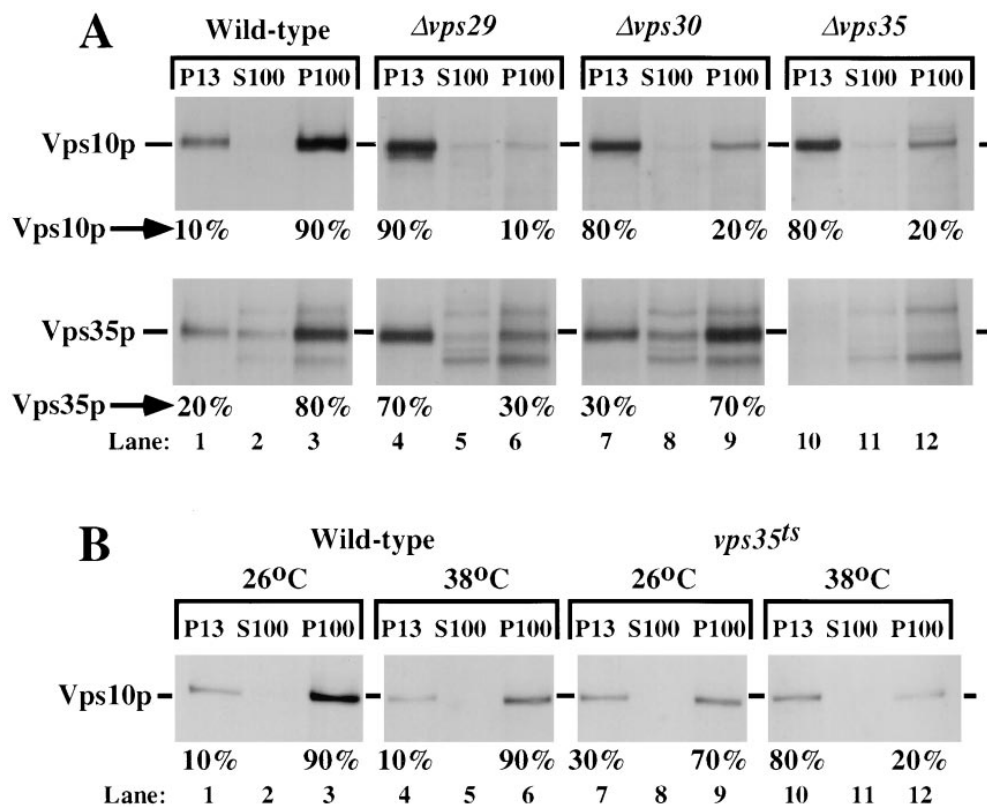 A
Wild-type Δvps29 Δvps30 Δvps35
P13 S100 P100 P13 S100 P100 P13 S100 P100 P13 S100 P100
Vps10p
Vps10p 10% 90% 90% 10% 80% 20% 80% 20%
Vps35p
Vps35p 20% 80% 70% 30% 30% 70%
Lane: 1 2 3 4 5 6 7 8 9 10 11 12
B
Wild-type vps35ts
26°C 38°C 26°C 38°C
P13 S100 P100 P13 S100 P100 P13 S100 P100 P13 S100 P100
Vps10p
10% 90% 10% 90% 30% 70% 80% 20%
Lane: 1 2 3 4 5 6 7 8 9 10 11 12